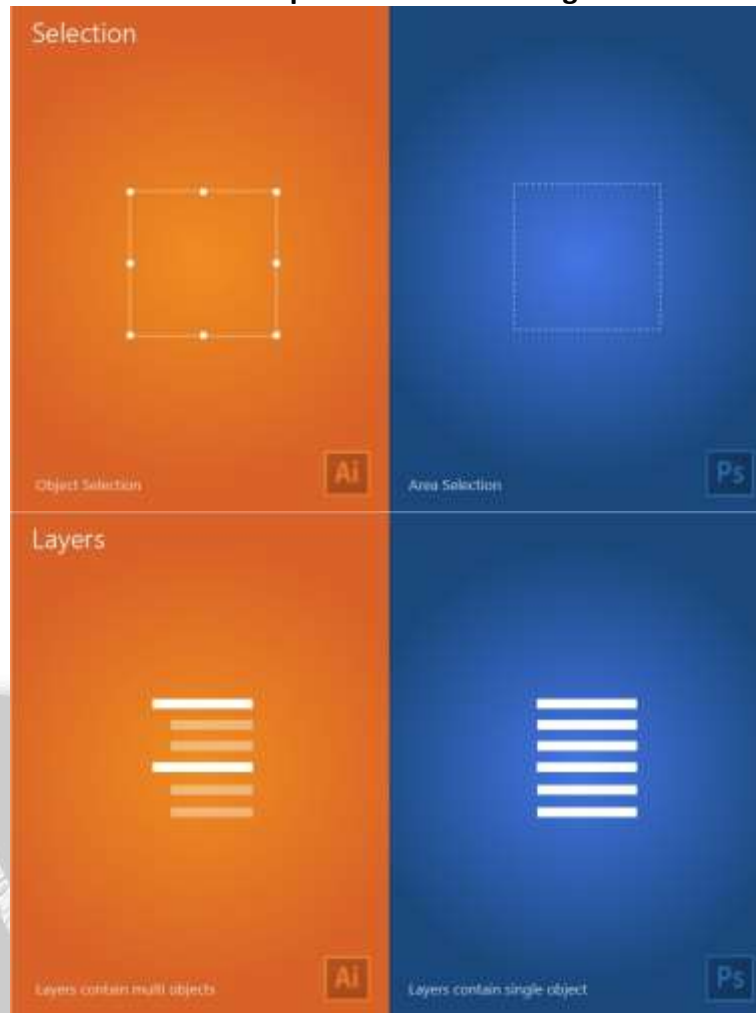 Selection
Object Selection
Ai
Area Selection
Ps
Layers
Layers contain multi objects
Ai
Layers contain single object
Ps